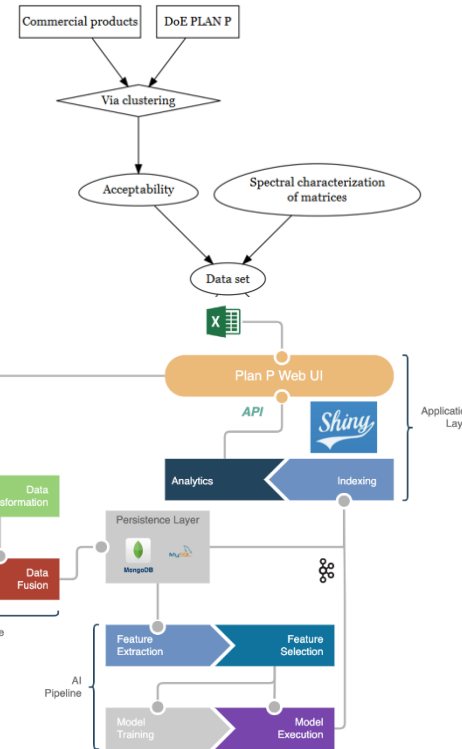 Commercial products
DoE PLAN P
Via clustering
Acceptability
Spectral characterization
of matrices
Data set
X
Plan P Web UI
API
Shiny
Applicatio
Lay
Analytics
Indexing
Data
sformation
Persistence Layer
MongoDB
MySQL
Data
Fusion
e
Feature
Extraction
Feature
Selection
AI
Pipeline
Model
Training
Model
Execution